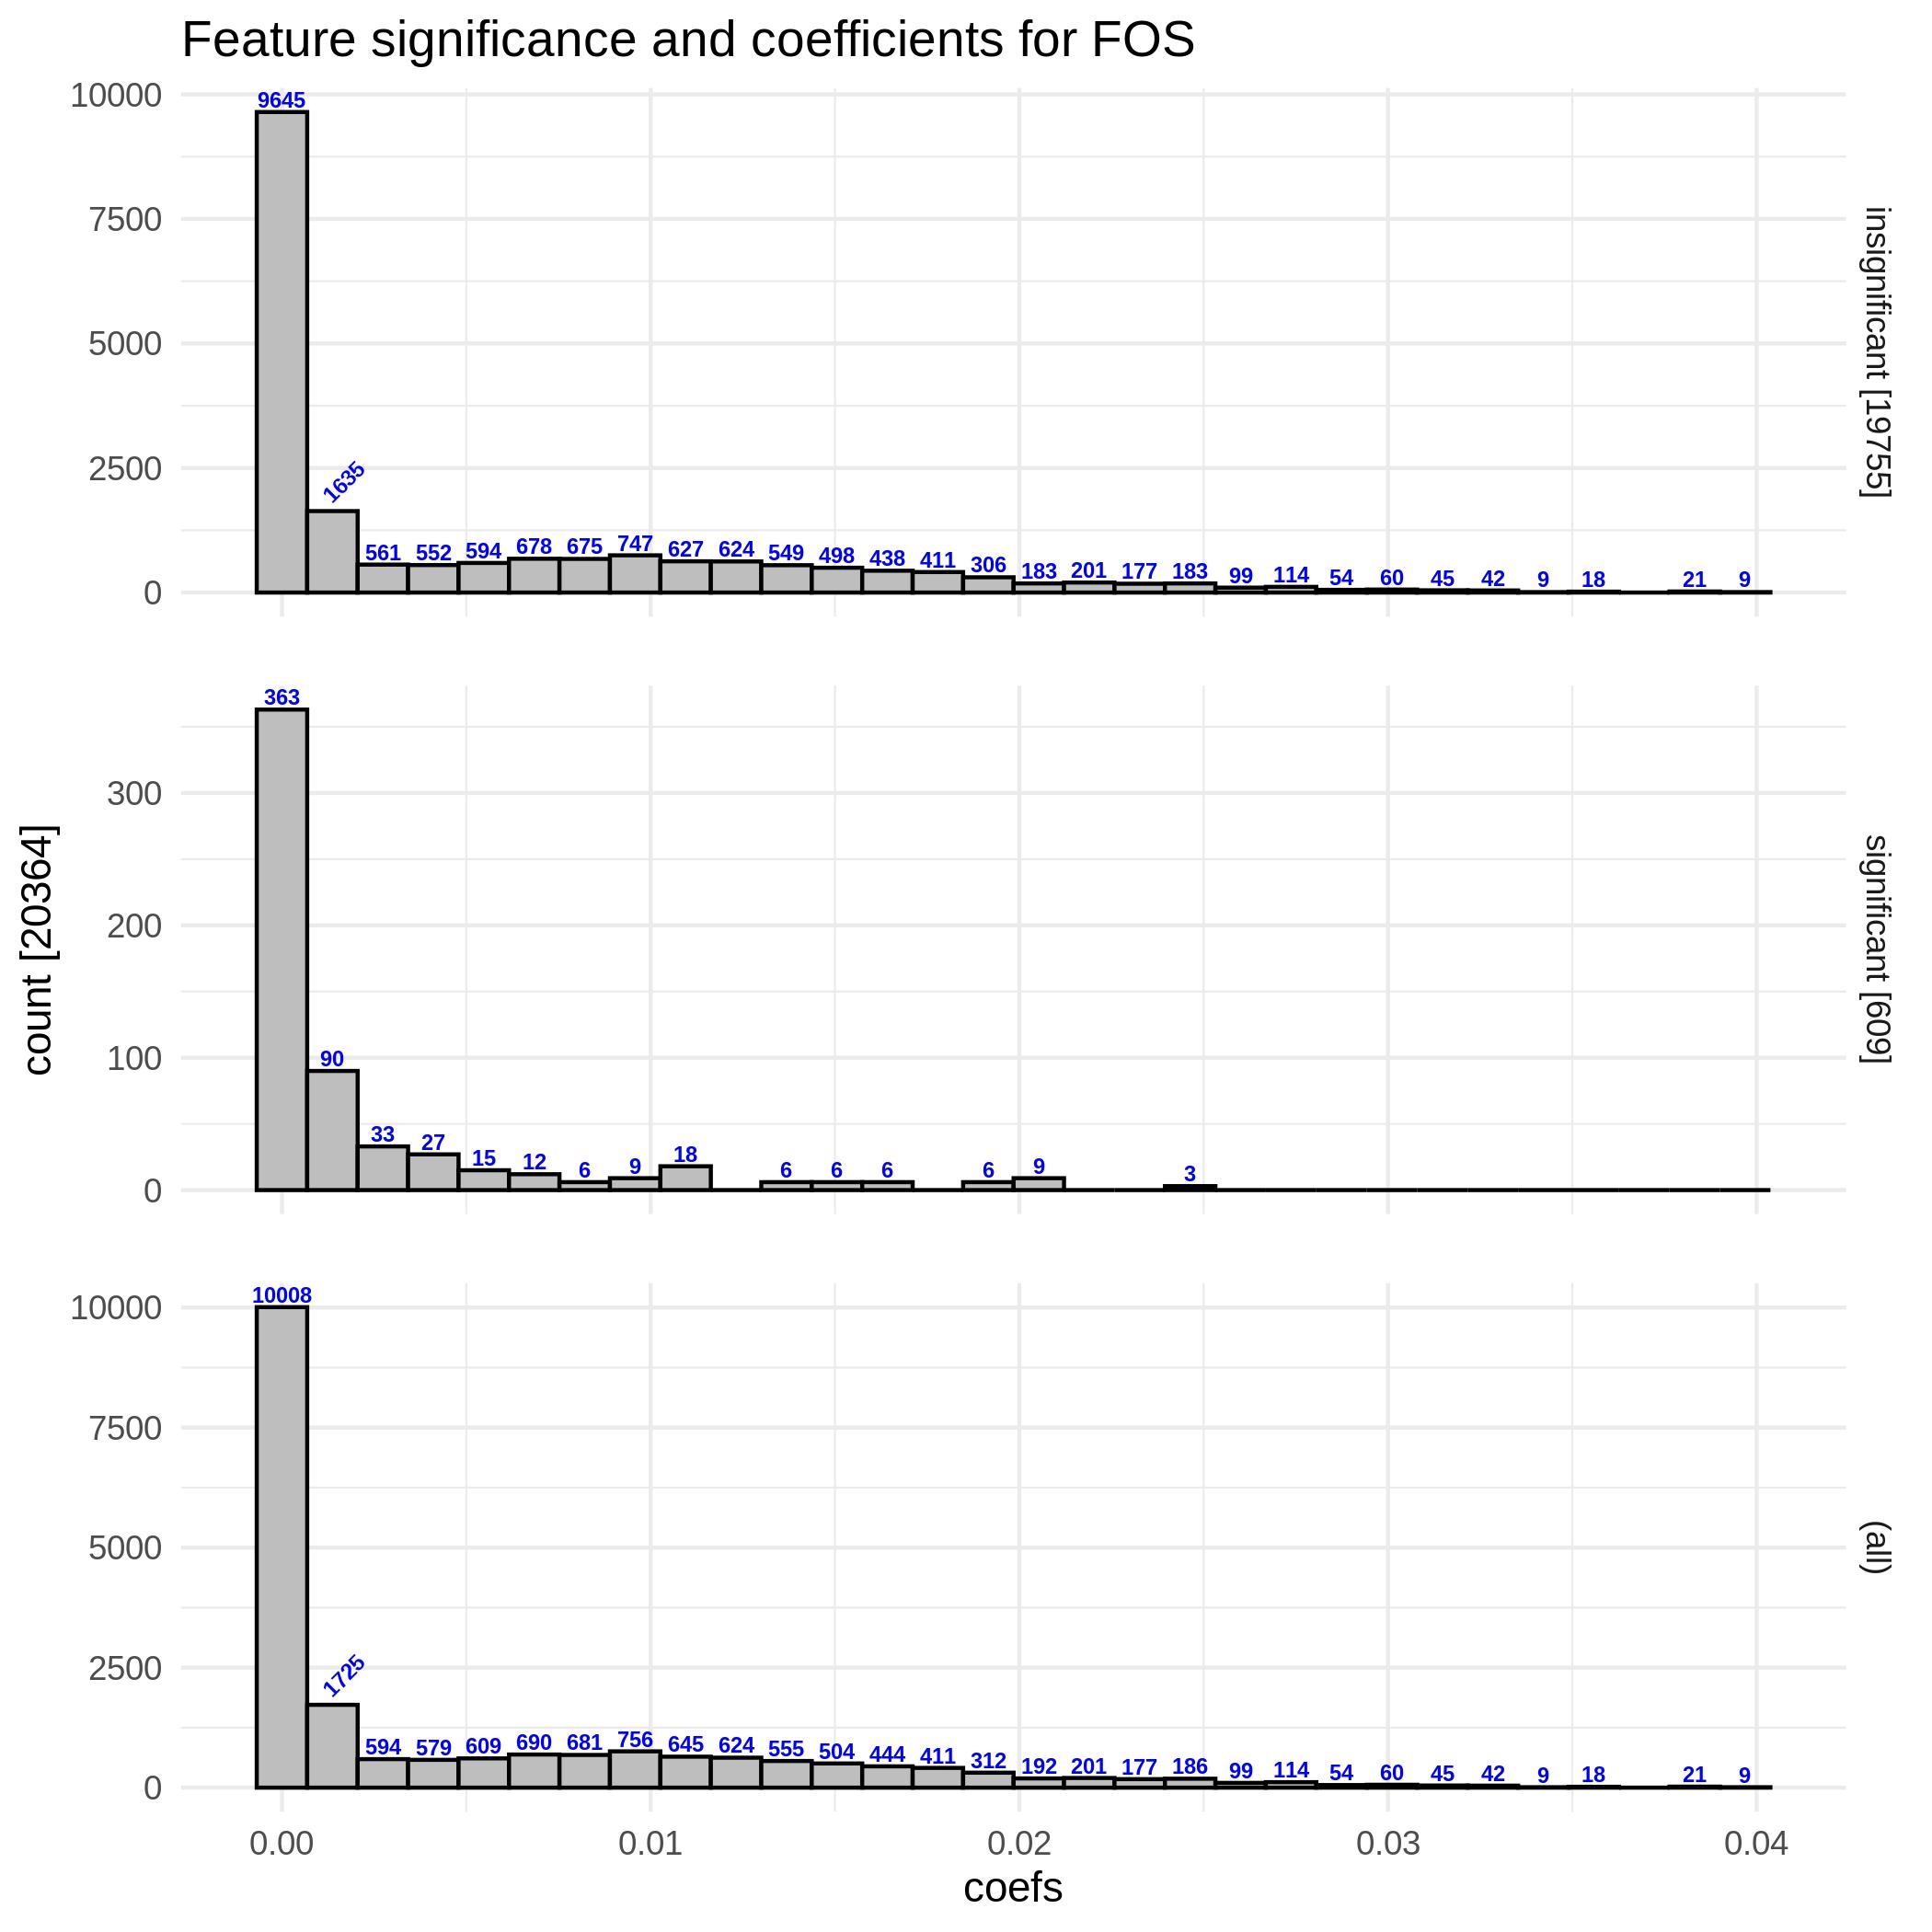 Feature significance and coefficients for FOS
10000
7500
5000
2500
0
9645
1635
561 552 594 678 675 747 627 624 549 498 438 411 306 183 201 177 183 99 114 54 60 45 42 9 18 21 9
insignificant [19755]
count [20364]
300
200
100
0
363
90
33 27 15 12 6 9 18 6 6 6 6 9 3
significant [609]
10000
7500
5000
2500
0
10008
1725
594 579 609 690 681 756 645 624 555 504 444 411 312 192 201 177 186 99 114 54 60 45 42 9 18 21 9
(all)
0.00 0.01 0.02 0.03 0.04
coefs